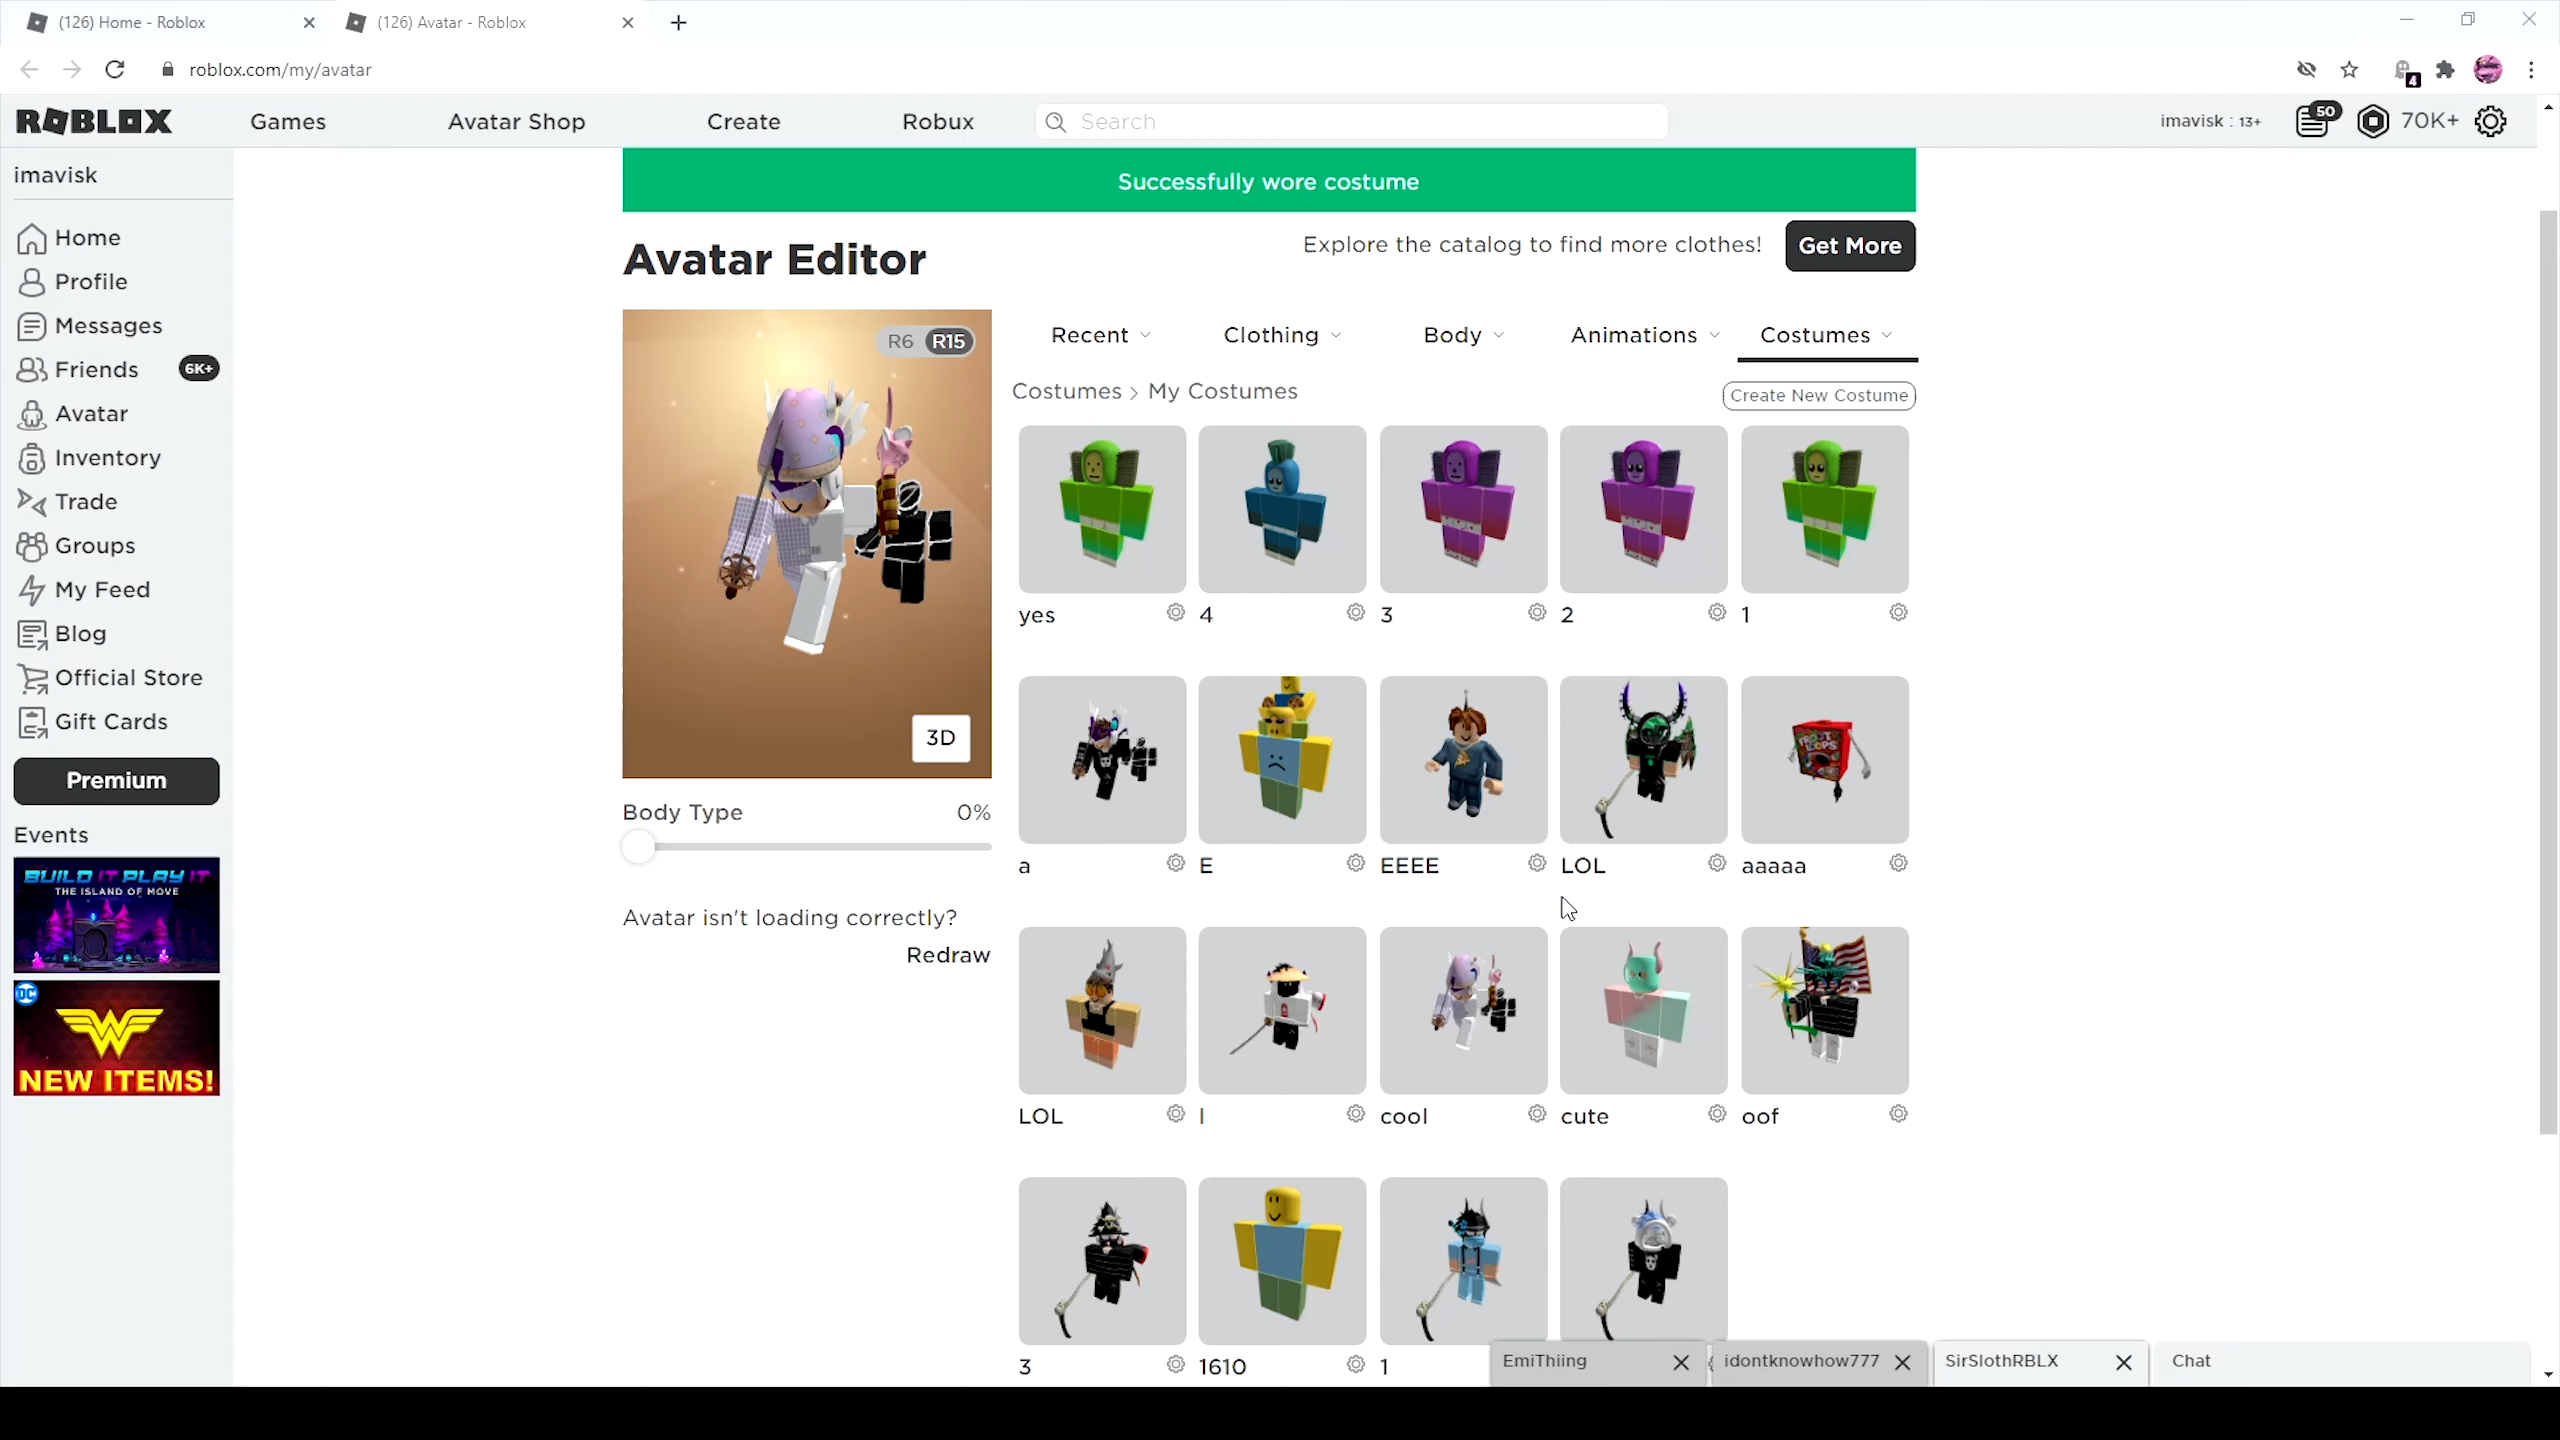 (126) Home - Roblox
(126) Avatar - Roblox
roblox.com/my/avatar
4
ROBLOX
Games
Avatar Shop
Create
Robux
Search
imavisk : 13+
50
70K+
imavisk
Home
Profile
Messages
Friends
6K+
Avatar
Inventory
Trade
Groups
My Feed
Blog
Official Store
Gift Cards
Premium
Events
BUILD IT PLAY IT
THE ISLAND OF MOVE
DC
NEW ITEMS!
Successfully wore costume
Avatar Editor
Explore the catalog to find more clothes!
Get More
R6
R15
3D
Body Type
0%
Avatar isn't loading correctly?
Redraw
Recent
Clothing
Body
Animations
Costumes
Costumes > My Costumes
Create New Costume
yes
4
3
2
1
a
E
EEEE
LOL
FROOT LOOPS
aaaaa
LOL
l
cool
cute
oof
3
1610
1
EmiThiing
idontknowhow777
SirSlothRBLX
Chat